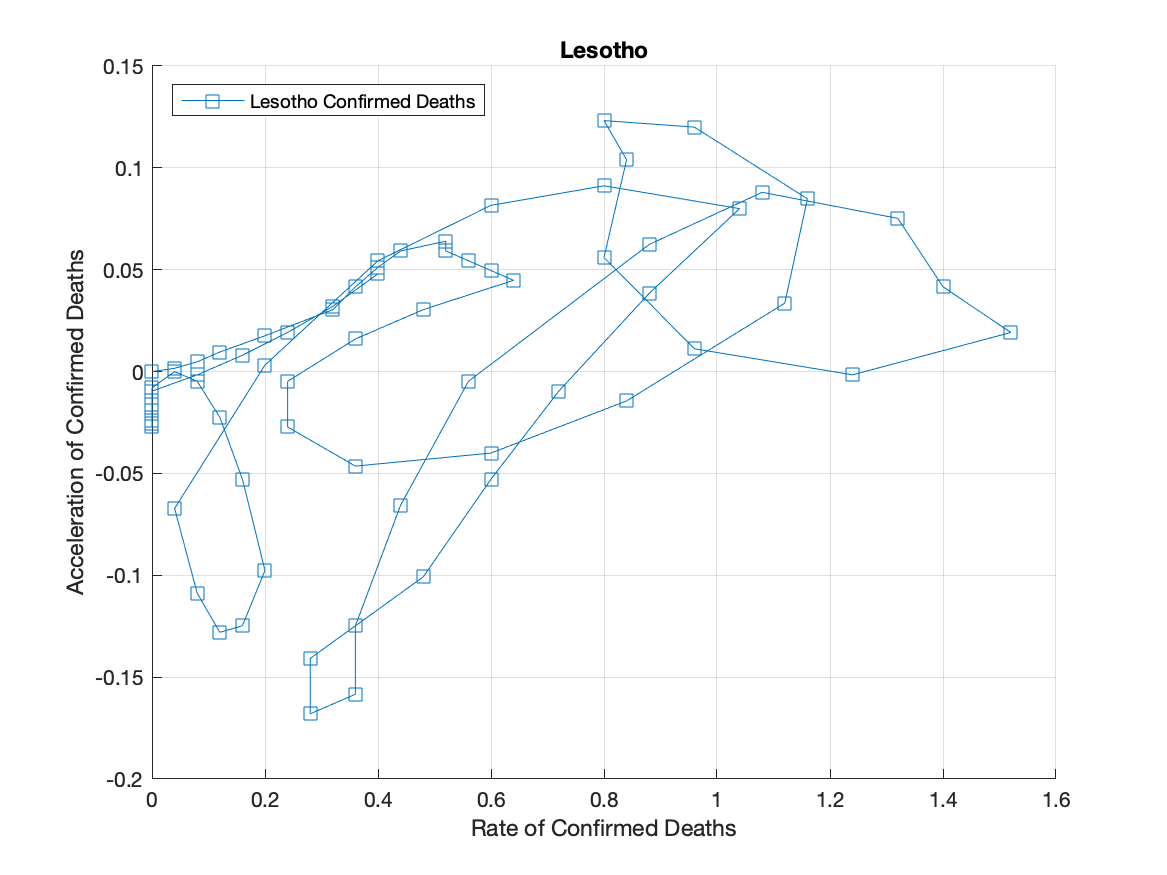 Lesotho
Lesotho Confirmed Deaths
0.15
0.1
0.05
0
-0.05
-0.1
-0.15
-0.2
Acceleration of Confirmed Deaths
0 0.2 0.4 0.6 0.8 1 1.2 1.4 1.6
Rate of Confirmed Deaths